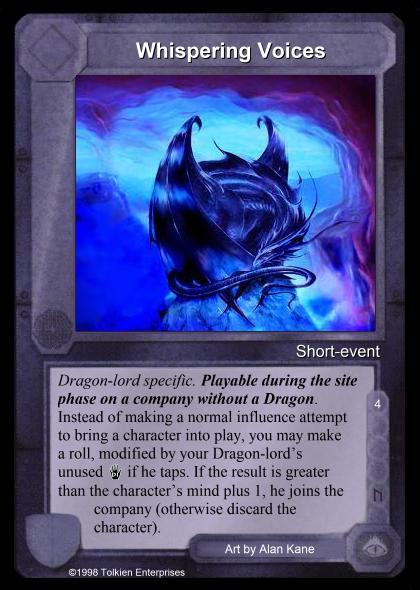 Whispering Voices
Short-event
Dragon-lord specific. Playable during the site
phase on a company without a Dragon.
Instead of making a normal influence attempt
to bring a character into play, you may make
a roll, modified by your Dragon-lord's
unused if he taps. If the result is greater
than the character's mind plus 1, he joins the
company (otherwise discard the
character).
4
Art by Alan Kane
©1998 Tolkien Enterprises